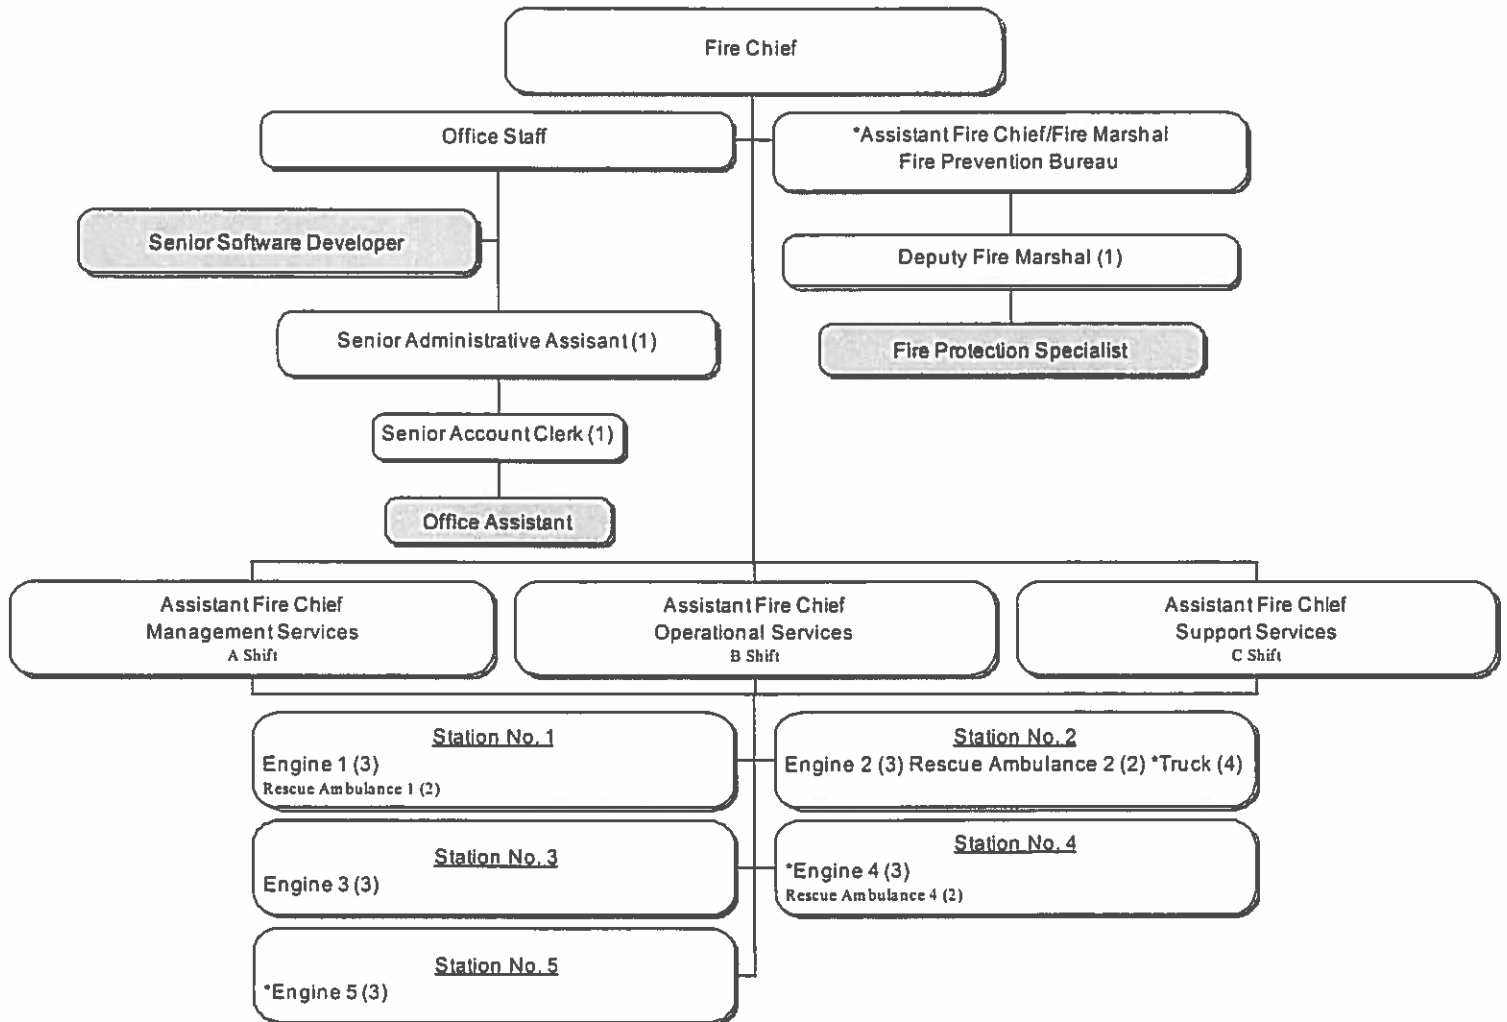 Fire Chief
Office Staff
*Assistant Fire Chief/Fire Marshal
Fire Prevention Bureau
Senior Software Developer
Deputy Fire Marshal (1)
Senior Administrative Assisant (1)
Fire Protection Specialist
Senior Account Clerk (1)
Office Assistant
Assistant Fire Chief
Management Services
A Shift
Assistant Fire Chief
Operational Services
B Shift
Assistant Fire Chief
Support Services
C Shift
Station No. 1
Engine 1 (3)
Rescue Ambulance 1 (2)
Station No. 2
Engine 2 (3) Rescue Ambulance 2 (2) *Truck (4)
Station No. 3
Engine 3 (3)
Station No. 4
*Engine 4 (3)
Rescue Ambulance 4 (2)
Station No. 5
*Engine 5 (3)